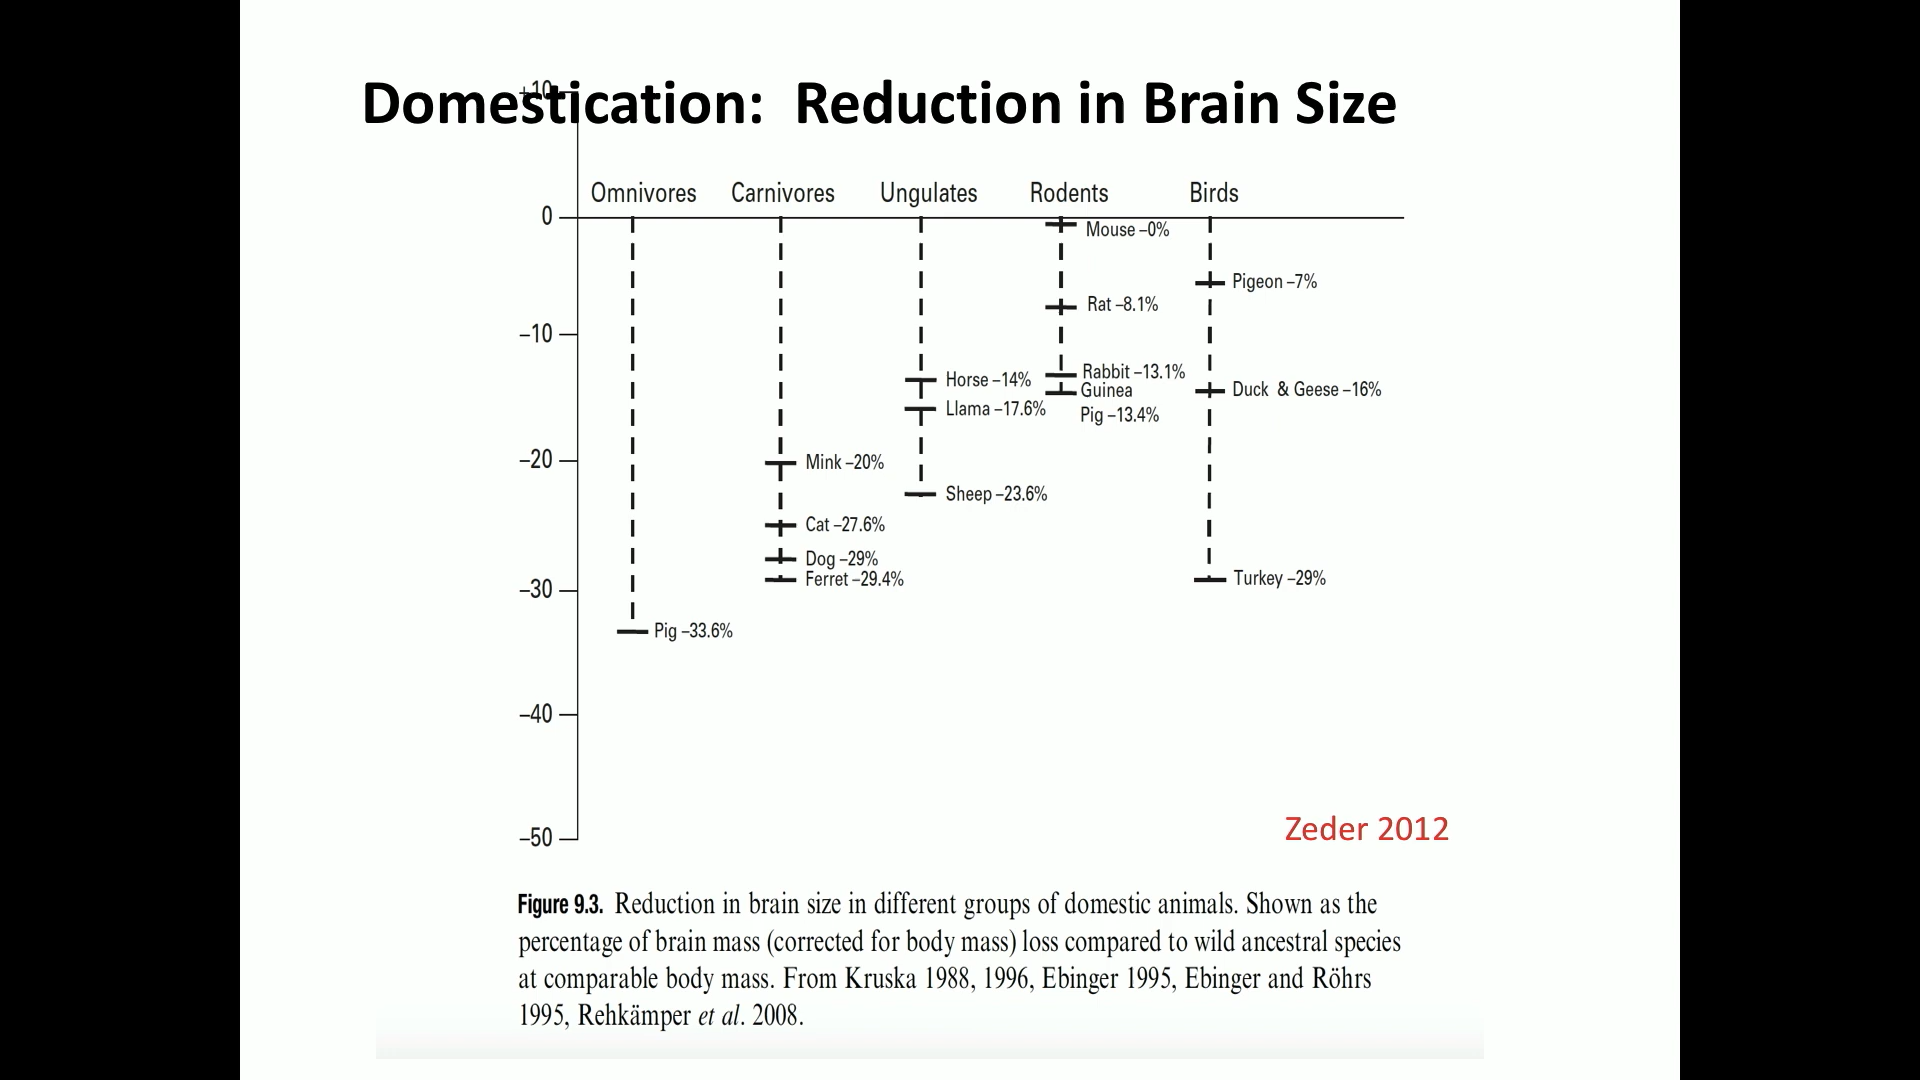 Domestication:  Reduction in Brain Size
+10
Omnivores Carnivores Ungulates Rodents Birds
0
Mouse –0%
Pigeon –7%
Rat –8.1%
–10
Rabbit –13.1%
Horse –14%
Guinea
Pig –13.4%
Duck & Geese –16%
Llama –17.6%
–20
Mink –20%
Sheep –23.6%
Cat –27.6%
Dog –29%
Ferret –29.4%
Turkey –29%
–30
Pig –33.6%
–40
–50
Zeder 2012
Figure 9.3. Reduction in brain size in different groups of domestic animals. Shown as the
percentage of brain mass (corrected for body mass) loss compared to wild ancestral species
at comparable body mass. From Kruska 1988, 1996, Ebinger 1995, Ebinger and Röhrs
1995, Rehkämper et al. 2008.